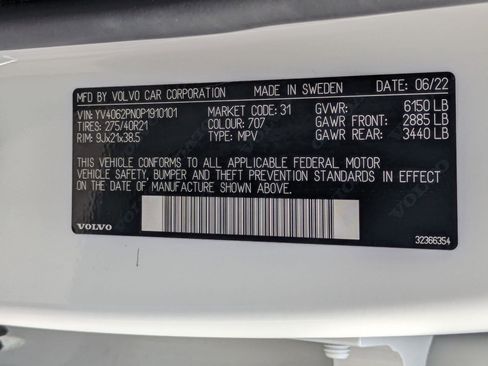 MFD BY VOLVO CAR CORPORATION MADE IN SWEDEN DATE: 06/22
VIN: YV4062PN0P1910101 MARKET CODE: 31 GVWR: 6150 LB
TIRES: 275/40R21 COLOUR: 707 GAWR FRONT: 2885 LB
RIM: 9Jx21x38.5 TYPE: MPV GAWR REAR: 3440 LB
THIS VEHICLE CONFORMS TO ALL APPLICABLE FEDERAL MOTOR
VEHICLE SAFETY, BUMPER AND THEFT PREVENTION STANDARDS IN EFFECT
ON THE DATE OF MANUFACTURE SHOWN ABOVE.
VOLVO 32366354